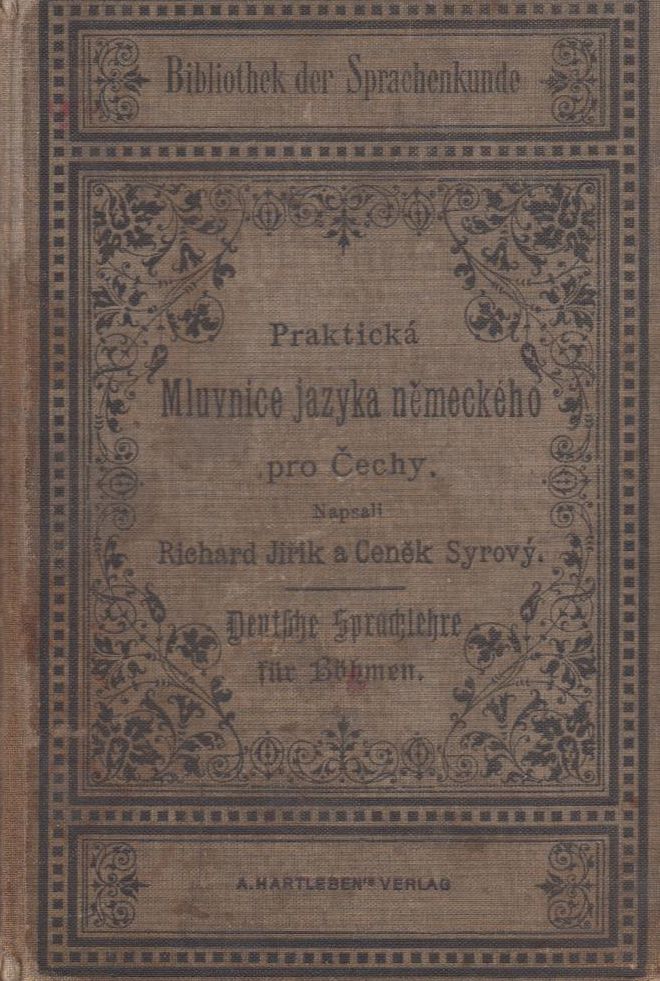 Bibliothek der Sprachenkunde
Praktická
Mluvnice jazyka německého
pro Čechy.
Napsali
Richard Jiřík a Ceněk Syrový.
Deutsche Sprachlehre
für Böhmen.
A. HARTLEBEN'S VERLAG